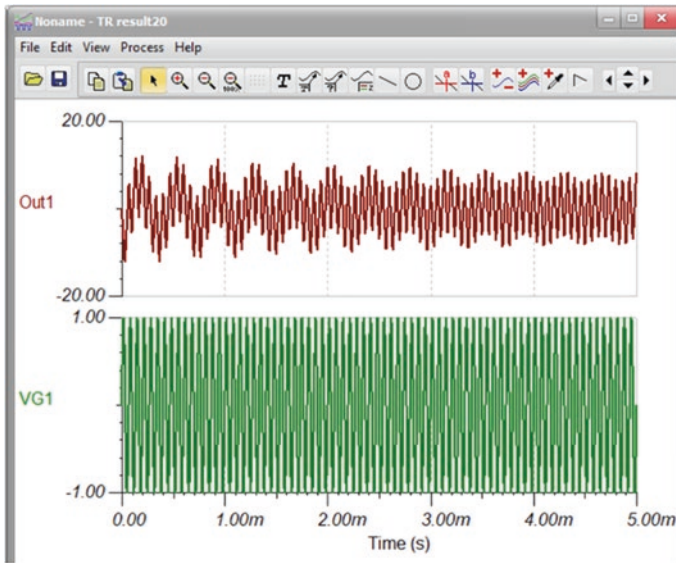 Noname - TR result20
File Edit View Process Help
T
a
b
20.00
Out1
-20.00
1.00
VG1
-1.00
0.00 1.00m 2.00m 3.00m 4.00m 5.00m
Time (s)